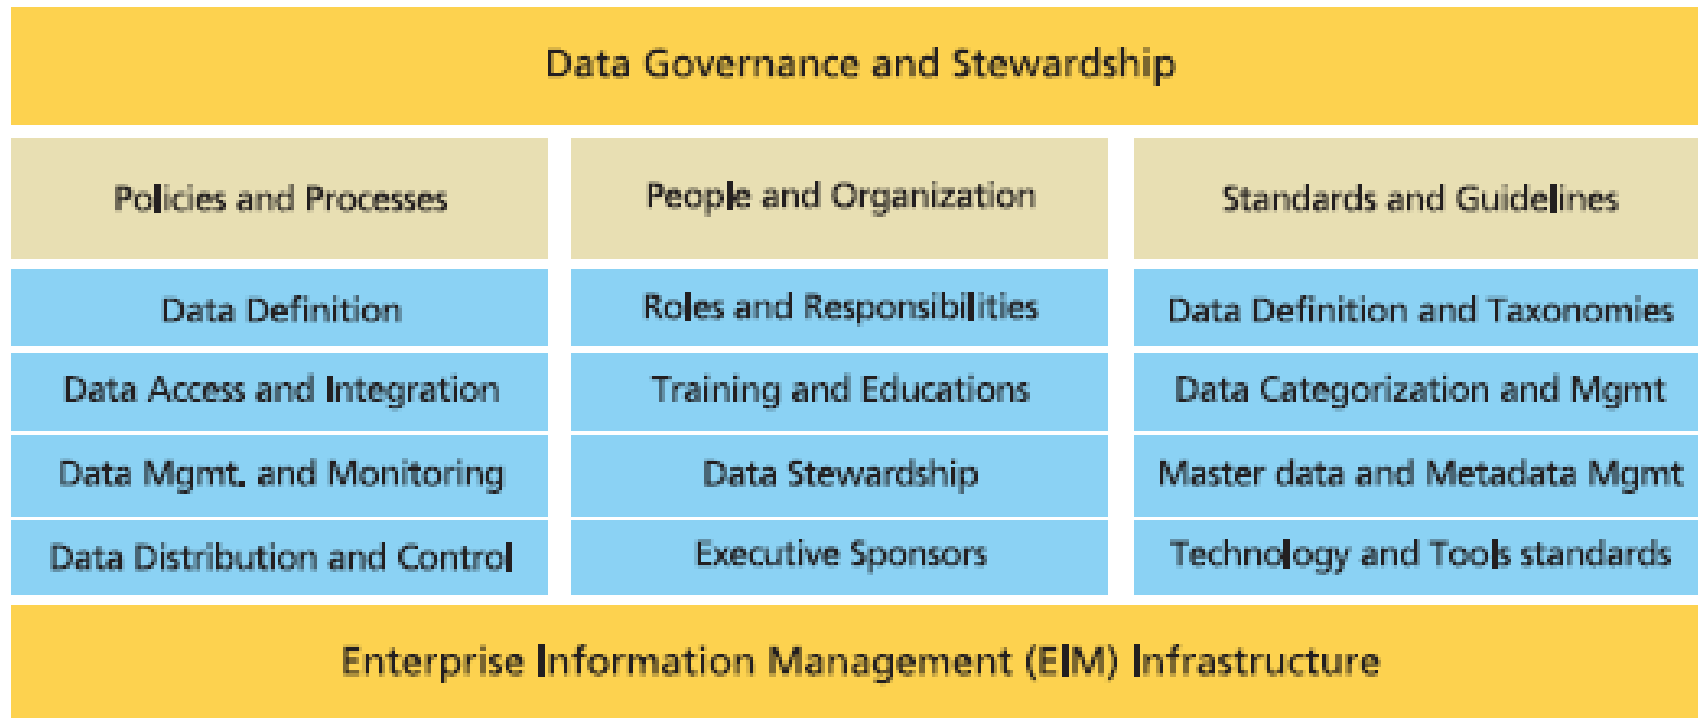 Data Governance and Stewardship
Policies and Processes
People and Organization
Standards and Guidelines
Data Definition
Roles and Responsibilities
Data Definition and Taxonomies
Data Access and Integration
Training and Educations
Data Categorization and Mgmt
Data Mgmt. and Monitoring
Data Stewardship
Master data and Metadata Mgmt
Data Distribution and Control
Executive Sponsors
Technology and Tools standards
Enterprise Information Management (EIM) Infrastructure